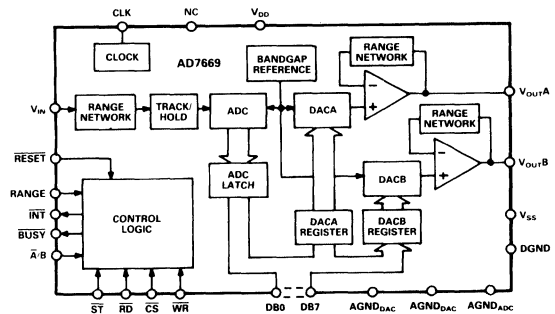 CLK NC VDD
CLOCK
AD7669
BANDGAP
REFERENCE
RANGE
NETWORK
VIN
RANGE
NETWORK
TRACK/
HOLD
ADC
DACA
VOUTA
RANGE
NETWORK
RESET
ADC
LATCH
DACB
VOUTB
RANGE
INT
BUSY
A/B
CONTROL
LOGIC
DACA
REGISTER
DACB
REGISTER
VSS
DGND
ST RD CS WR
DB0 DB7
AGNDDAC AGNDDAC AGNDADC